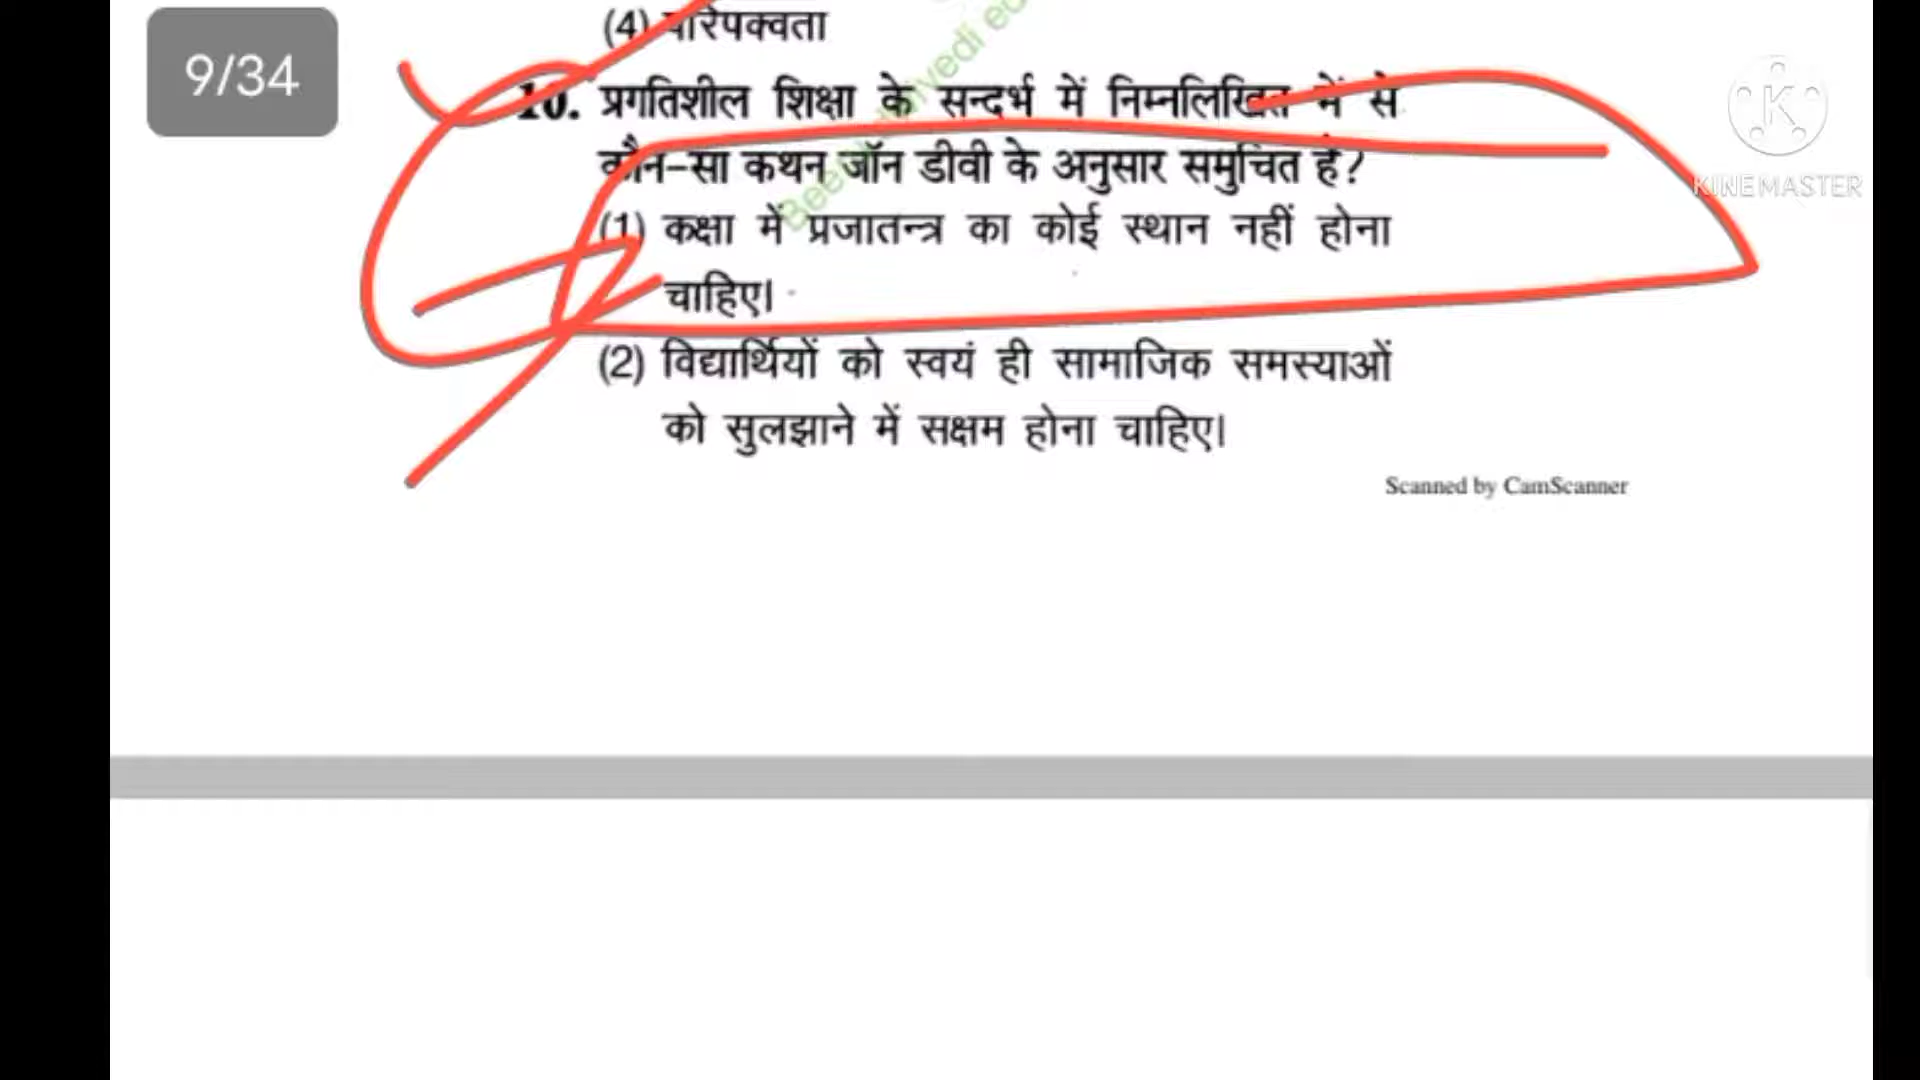 9/34
(4) परिपक्वता
10. प्रगतिशील शिक्षा के सन्दर्भ में निम्नलिखित में से
कौन-सा कथन जॉन डीवी के अनुसार समुचित है?
(1) कक्षा में प्रजातन्त्र का कोई स्थान नहीं होना
चाहिए।
(2) विद्यार्थियों को स्वयं ही सामाजिक समस्याओं
को सुलझाने में सक्षम होना चाहिए।
Scanned by CamScanner
K
KINEMASTER